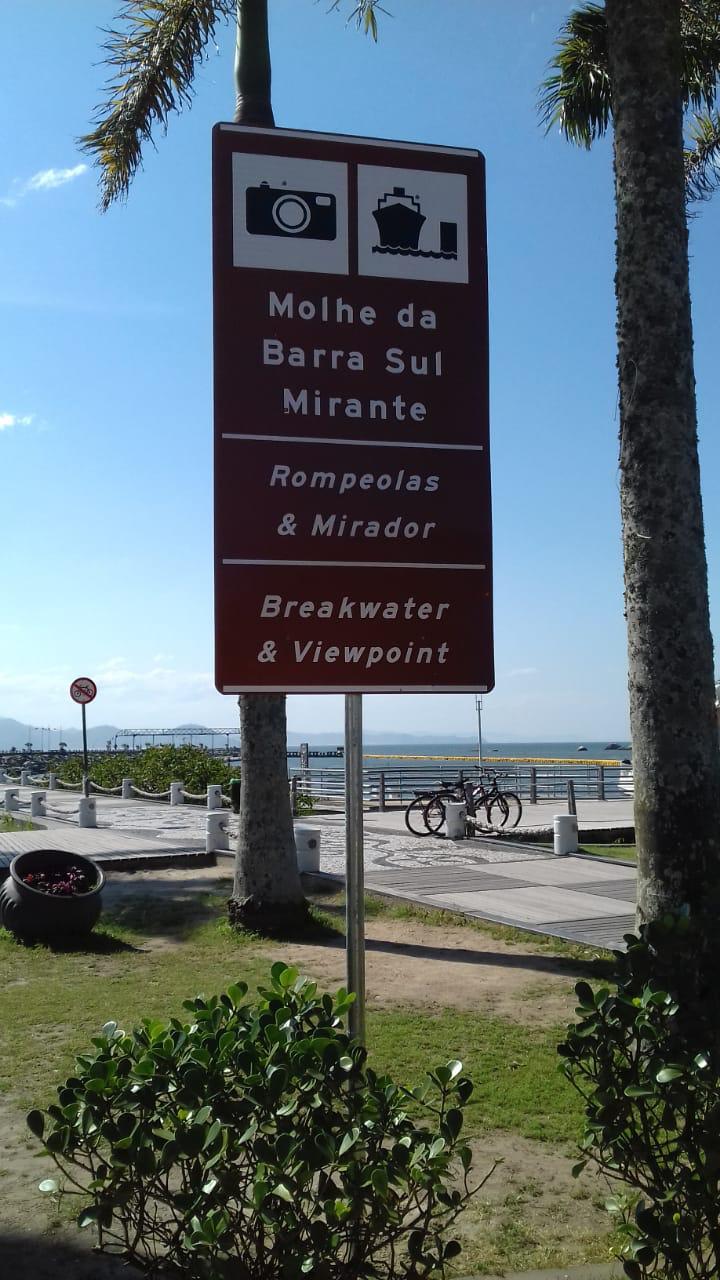 Molhe da
Barra Sul
Mirante
Rompeolas
& Mirador
Breakwater
& Viewpoint